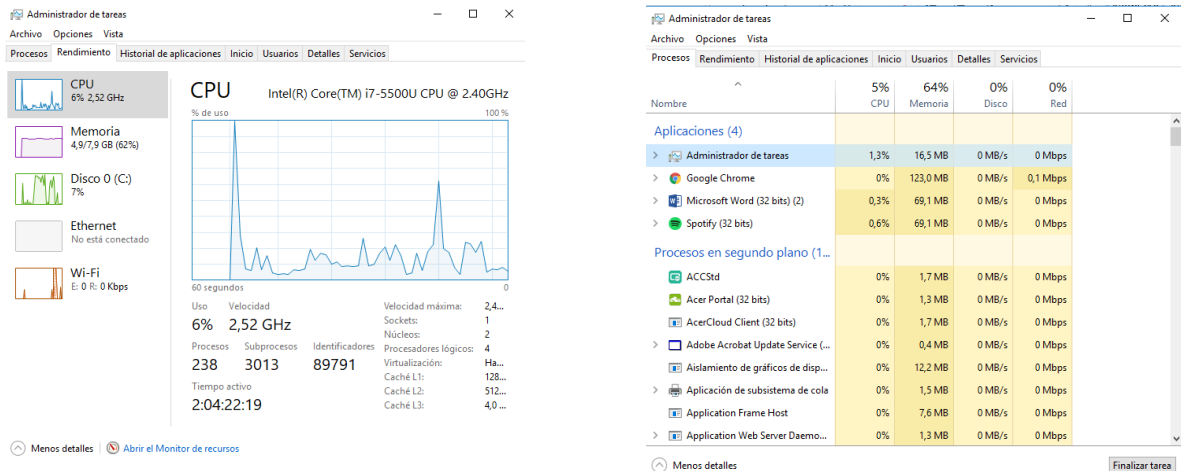 Administrador de tareas
Archivo Opciones Vista
Procesos Rendimiento Historial de aplicaciones Inicio Usuarios Detalles Servicios
CPU
6% 2,52 GHz
Memoria
4,9/7,9 GB (62%)
Disco 0 (C:)
7%
Ethernet
No está conectado
Wi-Fi
E: 0 R: 0 Kbps
CPU Intel(R) Core(TM) i7-5500U CPU @ 2.40GHz
% de uso 100 %
60 segundos 0
Uso Velocidad
6% 2,52 GHz
Procesos Subprocesos Identificadores
238 3013 89791
Tiempo activo
2:04:22:19
Velocidad máxima: 2,4...
Sockets: 1
Núcleos: 2
Procesadores lógicos: 4
Virtualización: Ha...
Caché L1: 128...
Caché L2: 512...
Caché L3: 4,0 ...
Menos detalles Abrir el Monitor de recursos
Administrador de tareas
Archivo Opciones Vista
Procesos Rendimiento Historial de aplicaciones Inicio Usuarios Detalles Servicios
5% 64% 0% 0%
Nombre CPU Memoria Disco Red
Aplicaciones (4)
Administrador de tareas 1,3% 16,5 MB 0 MB/s 0 Mbps
Google Chrome 0% 123,0 MB 0 MB/s 0,1 Mbps
Microsoft Word (32 bits) (2) 0,3% 69,1 MB 0 MB/s 0 Mbps
Spotify (32 bits) 0,6% 69,1 MB 0 MB/s 0 Mbps
Procesos en segundo plano (1...
ACCStd 0% 1,7 MB 0 MB/s 0 Mbps
Acer Portal (32 bits) 0% 1,3 MB 0 MB/s 0 Mbps
AcerCloud Client (32 bits) 0% 1,7 MB 0 MB/s 0 Mbps
Adobe Acrobat Update Service (... 0% 0,4 MB 0 MB/s 0 Mbps
Aislamiento de gráficos de disp... 0% 12,2 MB 0 MB/s 0 Mbps
Aplicación de subsistema de cola 0% 1,5 MB 0 MB/s 0 Mbps
Application Frame Host 0% 7,6 MB 0 MB/s 0 Mbps
Application Web Server Daemo... 0% 1,3 MB 0 MB/s 0 Mbps
Menos detalles Finalizar tarea